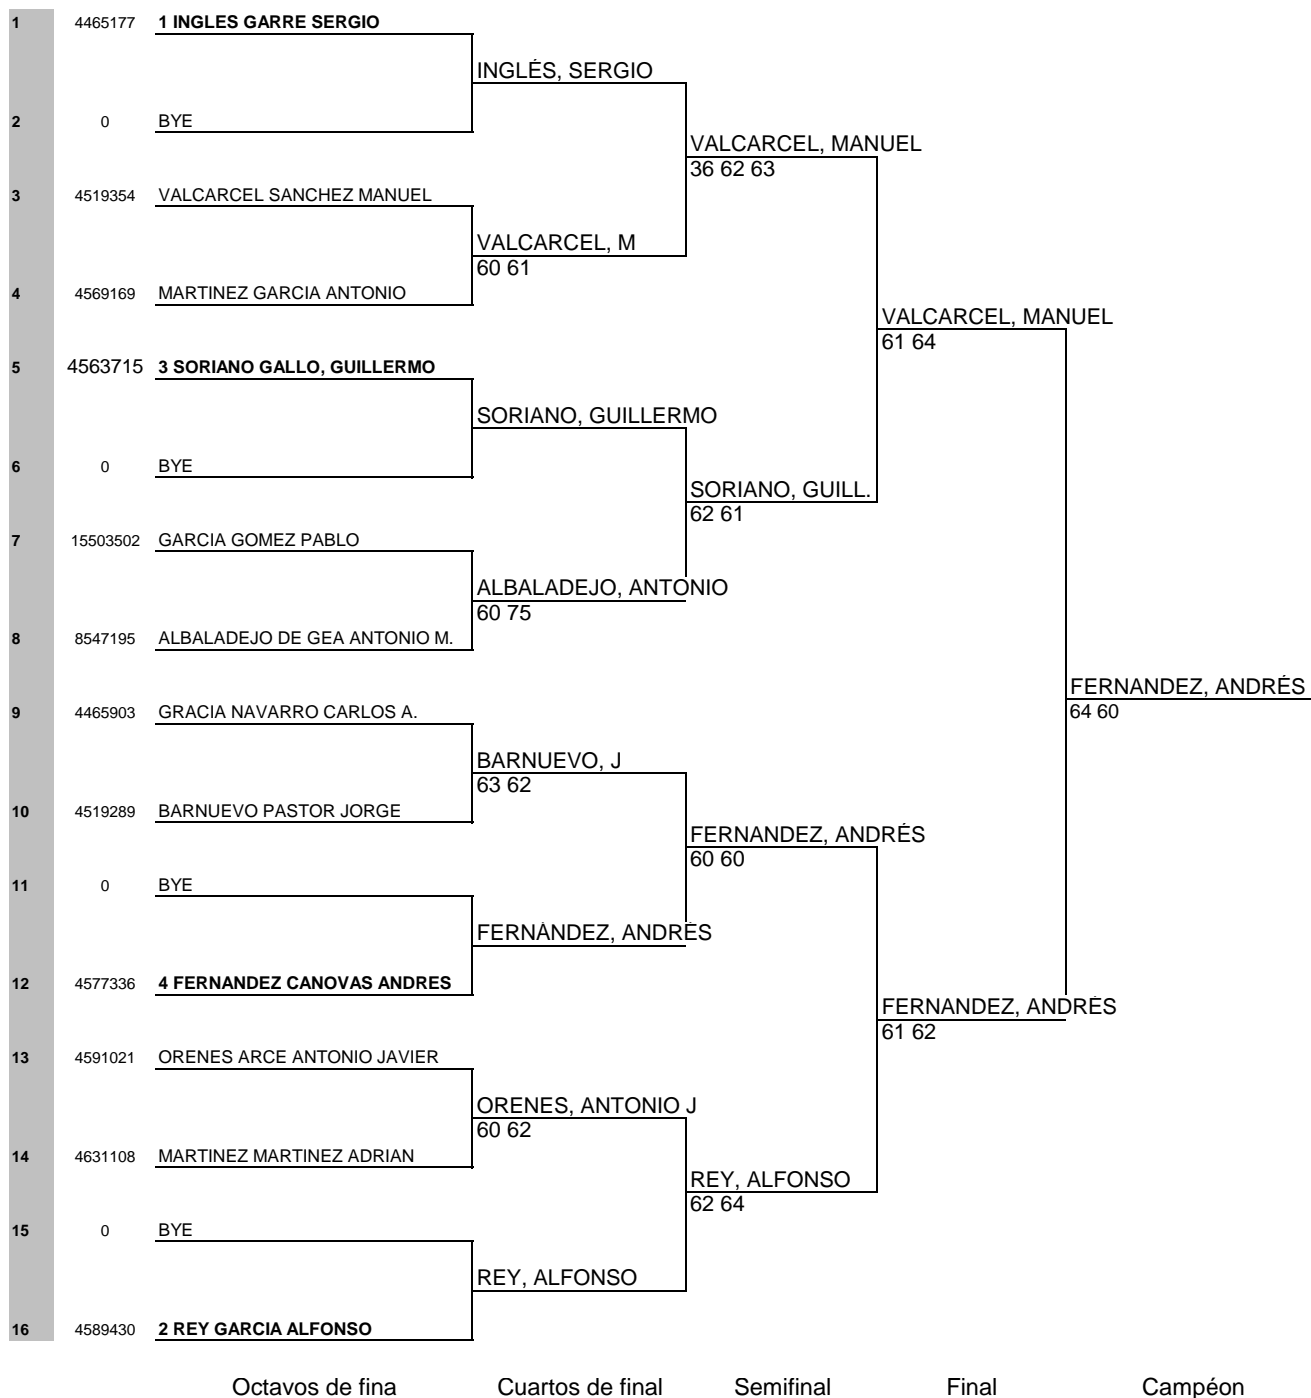 1 4465177 1 INGLES GARRE SERGIO
INGLÉS, SERGIO
2 0 BYE
VALCARCEL, MANUEL
36 62 63
3 4519354 VALCARCEL SANCHEZ MANUEL
VALCARCEL, M
60 61
4 4569169 MARTINEZ GARCIA ANTONIO
VALCARCEL, MANUEL
61 64
5 4563715 3 SORIANO GALLO, GUILLERMO
SORIANO, GUILLERMO
6 0 BYE
SORIANO, GUILL.
62 61
7 15503502 GARCIA GOMEZ PABLO
ALBALADEJO, ANTONIO
60 75
8 8547195 ALBALADEJO DE GEA ANTONIO M.
FERNANDEZ, ANDRÉS
64 60
9 4465903 GRACIA NAVARRO CARLOS A.
BARNUEVO, J
63 62
10 4519289 BARNUEVO PASTOR JORGE
FERNANDEZ, ANDRÉS
60 60
11 0 BYE
FERNÁNDEZ, ANDRÉS
12 4577336 4 FERNANDEZ CANOVAS ANDRES
FERNANDEZ, ANDRÉS
61 62
13 4591021 ORENES ARCE ANTONIO JAVIER
ORENES, ANTONIO J
60 62
14 4631108 MARTINEZ MARTINEZ ADRIAN
REY, ALFONSO
62 64
15 0 BYE
REY, ALFONSO
16 4589430 2 REY GARCIA ALFONSO
Octavos de fina Cuartos de final Semifinal Final Campéon